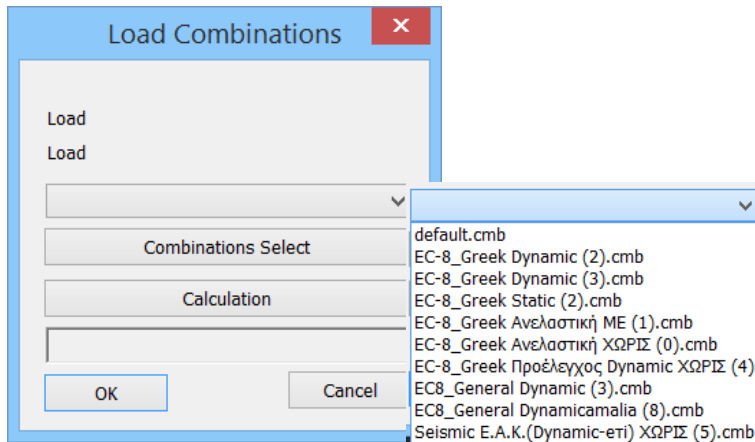 Load Combinations
Load
Load
Combinations Select
Calculation
OK
Cancel
default.cmb
EC-8_Greek Dynamic (2).cmb
EC-8_Greek Dynamic (3).cmb
EC-8_Greek Static (2).cmb
EC-8_Greek Ανελαστική ΜΕ (1).cmb
EC-8_Greek Ανελαστική ΧΩΡΙΣ (0).cmb
EC-8_Greek Προέλεγχος Dynamic ΧΩΡΙΣ (4)
EC8_General Dynamic (3).cmb
EC8_General Dynamicamalia (8).cmb
Seismic Ε.Α.Κ.(Dynamic-ετι) ΧΩΡΙΣ (5).cmb